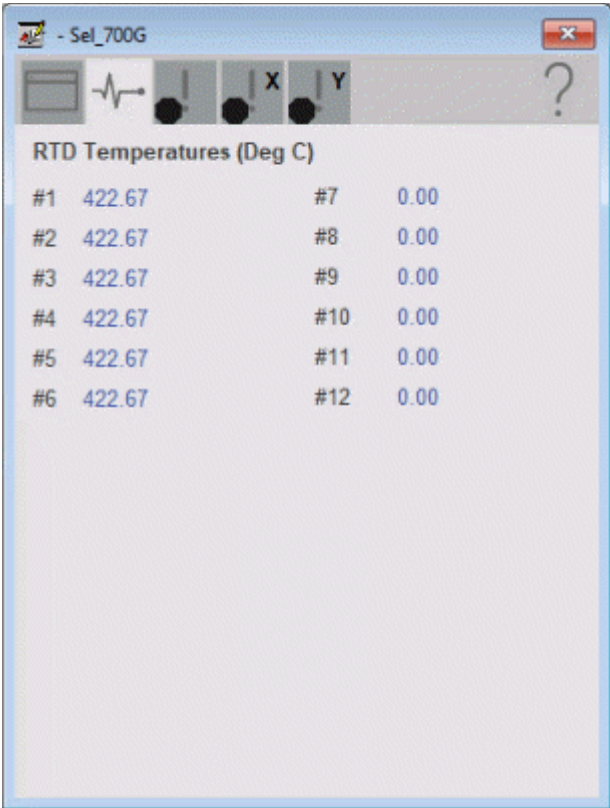 - Sel_700G
X Y ?
RTD Temperatures (Deg C)
#1 422.67 #7 0.00
#2 422.67 #8 0.00
#3 422.67 #9 0.00
#4 422.67 #10 0.00
#5 422.67 #11 0.00
#6 422.67 #12 0.00